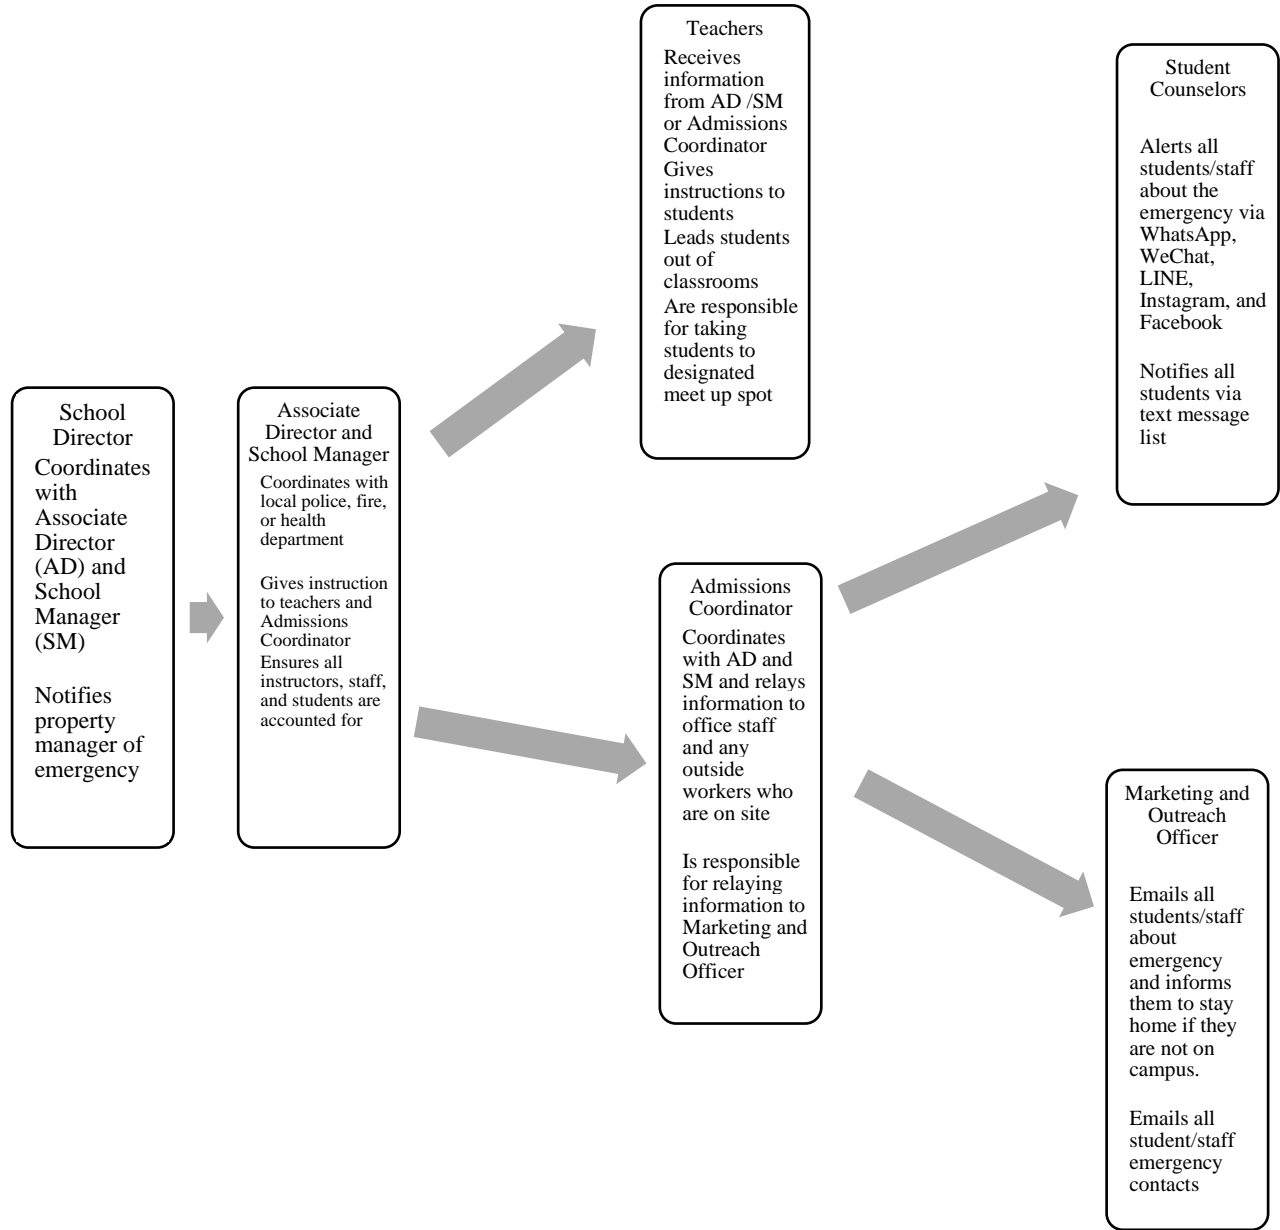 School
Director
Coordinates
with
Associate
Director
(AD) and
School
Manager
(SM)
Notifies
property
manager of
emergency
Associate
Director and
School Manager
Coordinates with
local police, fire,
or health
department
Gives instruction
to teachers and
Admissions
Coordinator
Ensures all
instructors, staff,
and students are
accounted for
Teachers
Receives
information
from AD /SM
or Admissions
Coordinator
Gives
instructions to
students
Leads students
out of
classrooms
Are responsible
for taking
students to
designated
meet up spot
Admissions
Coordinator
Coordinates
with AD and
SM and relays
information to
office staff
and any
outside
workers who
are on site
Is responsible
for relaying
information to
Marketing and
Outreach
Officer
Student
Counselors
Alerts all
students/staff
about the
emergency via
WhatsApp,
WeChat,
LINE,
Instagram, and
Facebook
Notifies all
students via
text message
list
Marketing and
Outreach
Officer
Emails all
students/staff
about
emergency
and informs
them to stay
home if they
are not on
campus.
Emails all
student/staff
emergency
contacts